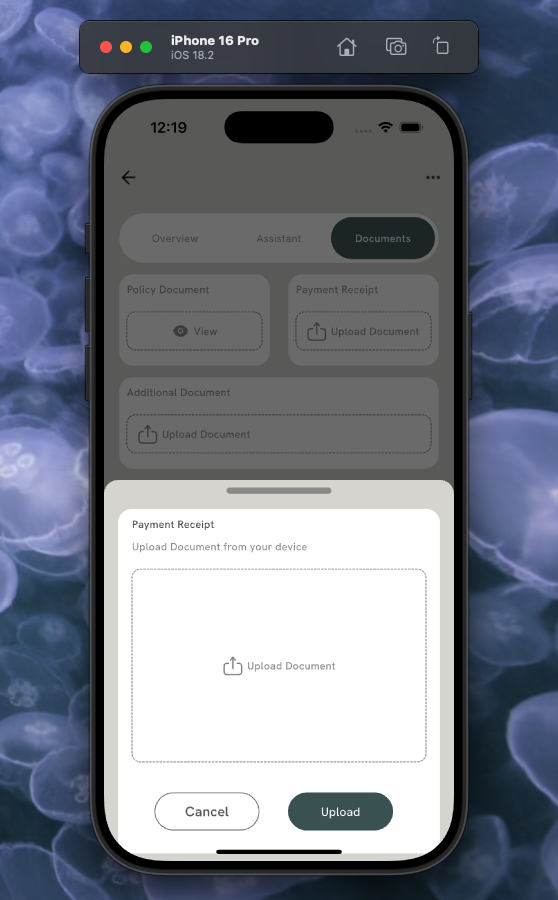 iPhone 16 Pro
iOS 18.2
12:19
Overview Assistant Documents
Policy Document Payment Receipt
View Upload Document
Additional Document
Upload Document
Payment Receipt
Upload Document from your device
Upload Document
Cancel Upload